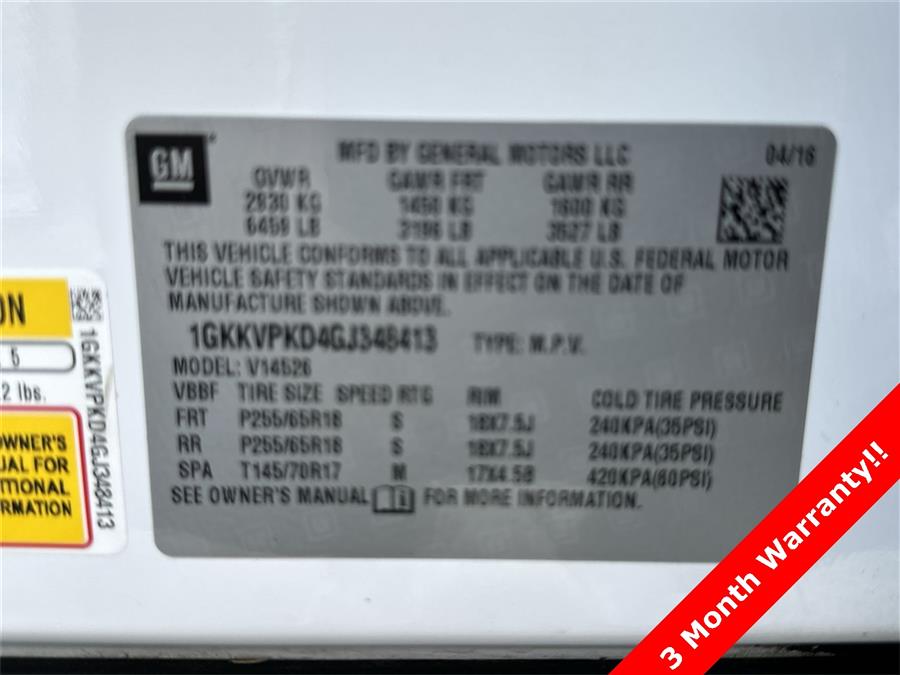 GM
MFD BY GENERAL MOTORS LLC 04/16
GVWR GAWR FRT GAWR RR
2930 KG 1450 KG 1600 KG
6459 LB 3196 LB 3527 LB
THIS VEHICLE CONFORMS TO ALL APPLICABLE U.S. FEDERAL MOTOR
VEHICLE SAFETY STANDARDS IN EFFECT ON THE DATE OF
MANUFACTURE SHOWN ABOVE.
1GKKVPKD4GJ348413 TYPE: M.P.V.
MODEL: V14526
VBBF TIRE SIZE SPEED RTG RIM COLD TIRE PRESSURE
FRT P255/65R18 S 18X7.5J 240KPA(35PSI)
RR P255/65R18 S 18X7.5J 240KPA(35PSI)
SPA T145/70R17 M 17X4.5B 420KPA(60PSI)
SEE OWNER'S MANUAL FOR MORE INFORMATION.
ON
5
2 lbs.
OWNER'S
UAL FOR
ITIONAL
RMATION
1GKKVPKD4GJ348413
3 Month Warranty!!